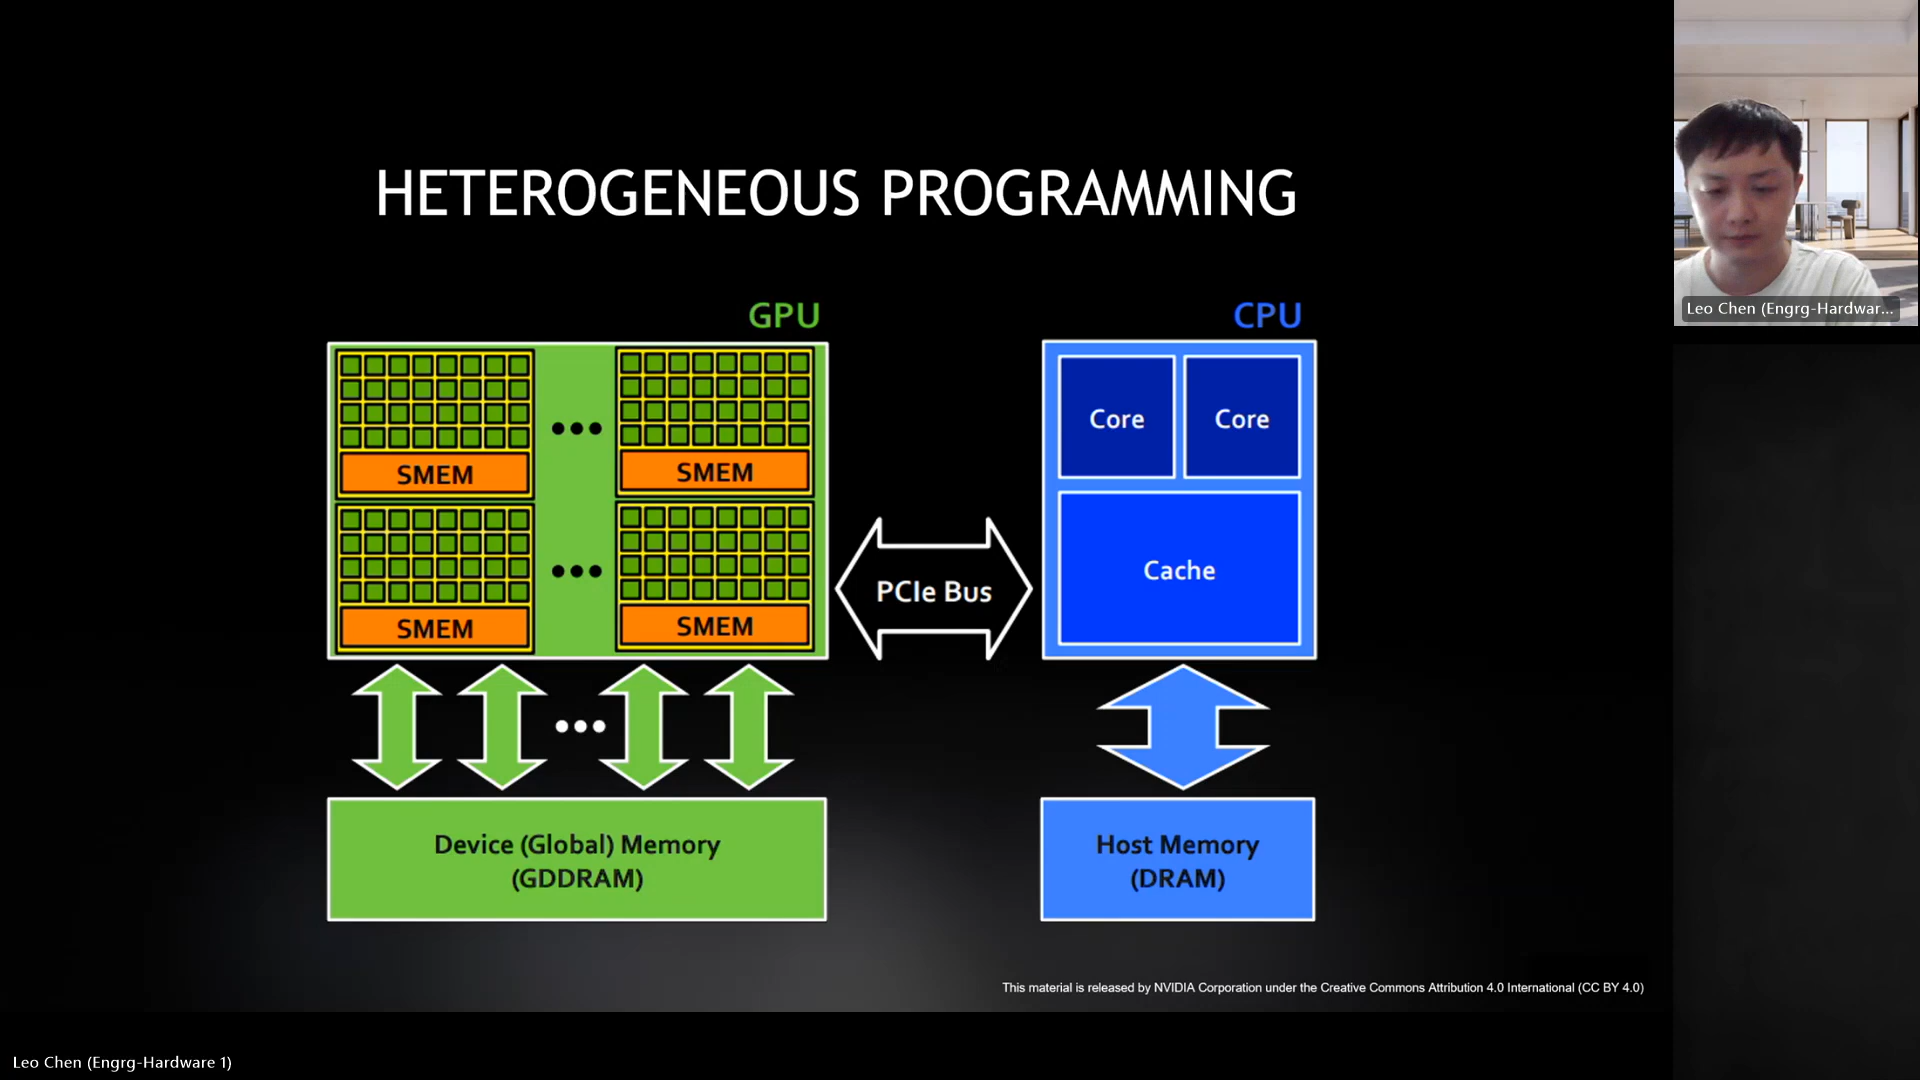 HETEROGENEOUS PROGRAMMING
GPU
CPU
SMEM
SMEM
SMEM
SMEM
PCIe Bus
Core
Core
Cache
Device (Global) Memory
(GDDRAM)
Host Memory
(DRAM)
This material is released by NVIDIA Corporation under the Creative Commons Attribution 4.0 International (CC BY 4.0)
Leo Chen (Engrg-Hardwar...
Leo Chen (Engrg-Hardware 1)